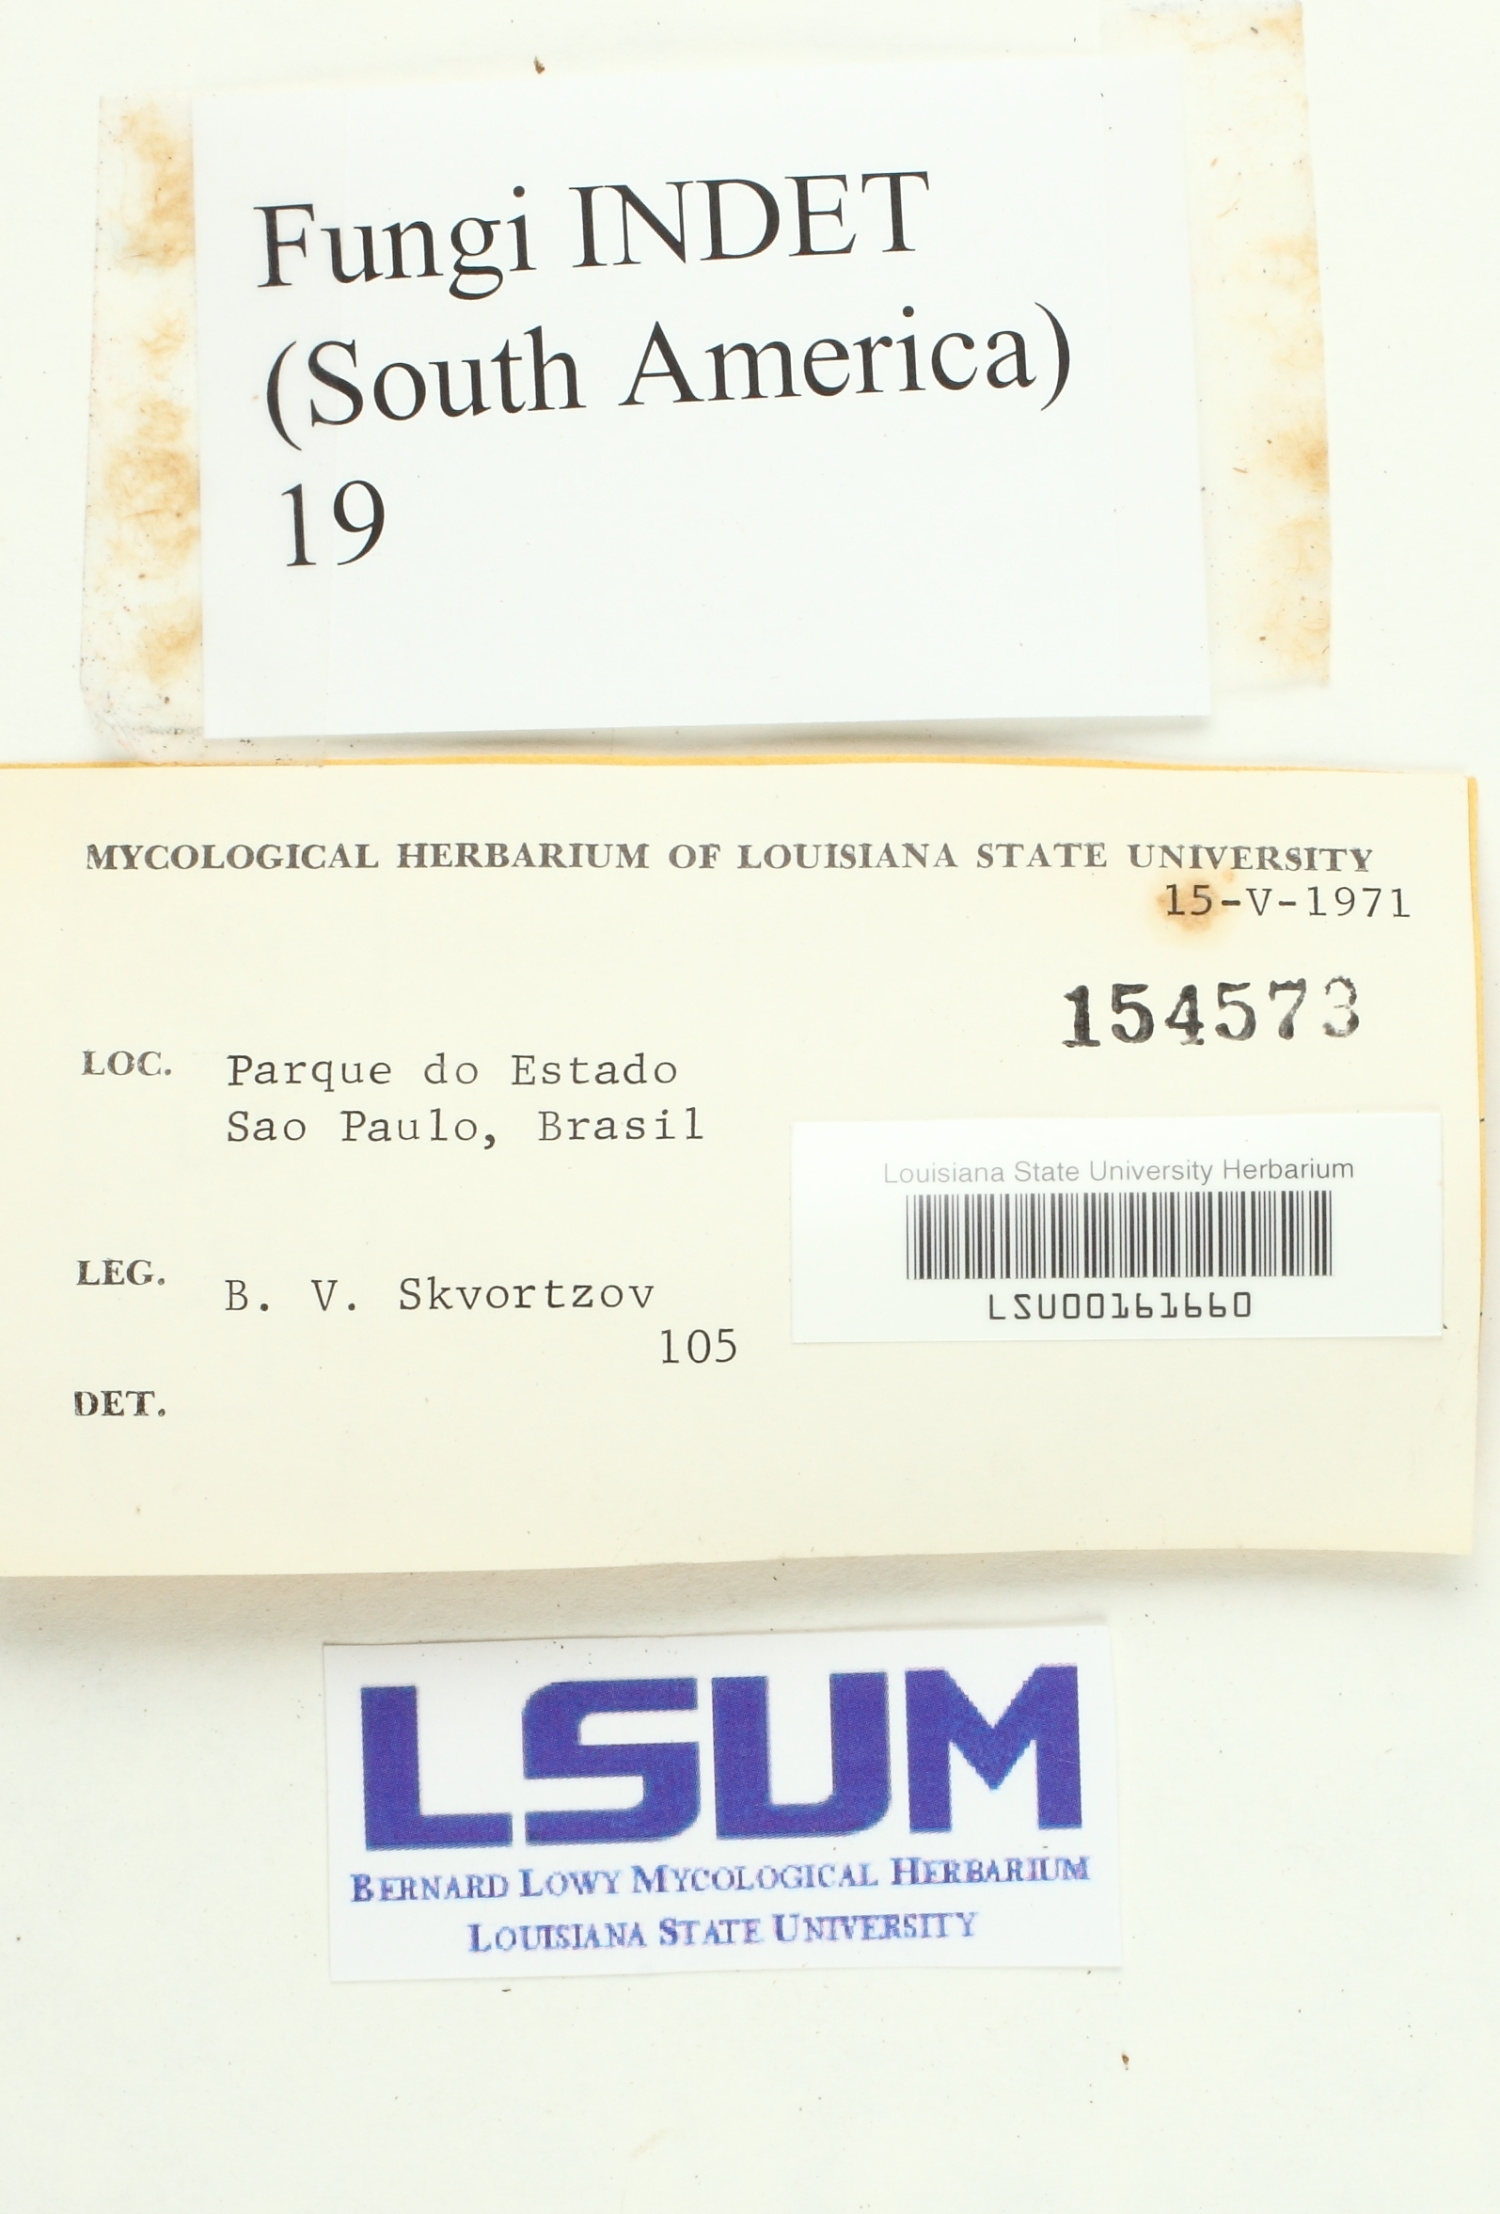 Fungi INDET
(South America)
19
MYCOLOGICAL HERBARIUM OF LOUISIANA STATE UNIVERSITY
15-V-1971
154573
LOC. Parque do Estado
Sao Paulo, Brasil
Louisiana State University Herbarium
LSU00161660
LEG. B. V. Skvortzov
105
DET.
LSUM
BERNARD LOWY MYCOLOGICAL HERBARIUM
LOUISIANA STATE UNIVERSITY